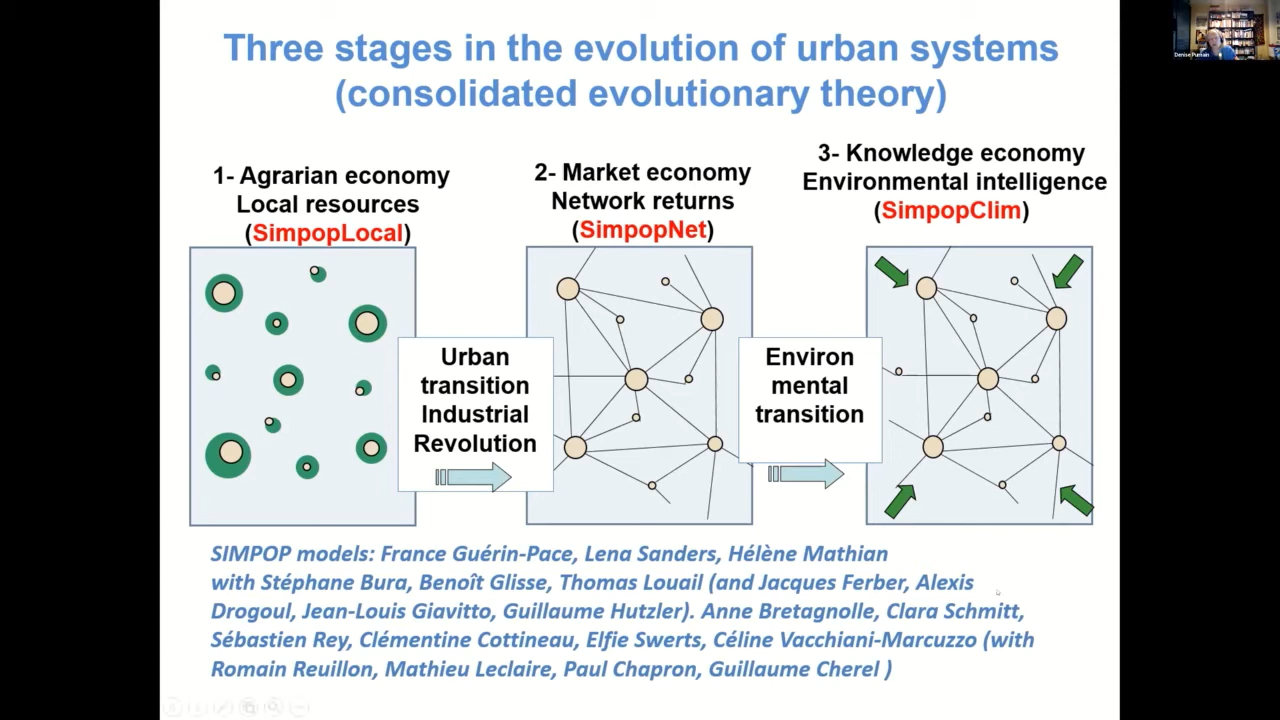 Three stages in the evolution of urban systems
(consolidated evolutionary theory)
1- Agrarian economy
Local resources
(SimpopLocal)
2- Market economy
Network returns
(SimpopNet)
3- Knowledge economy
Environmental intelligence
(SimpopClim)
Urban
transition
Industrial
Revolution
Environ
mental
transition
SIMPOP models: France Guérin-Pace, Lena Sanders, Hélène Mathian
with Stéphane Bura, Benoît Glisse, Thomas Louail (and Jacques Ferber, Alexis
Drogoul, Jean-Louis Giavitto, Guillaume Hutzler). Anne Bretagnolle, Clara Schmitt,
Sébastien Rey, Clémentine Cottineau, Elfie Swerts, Céline Vacchiani-Marcuzzo (with
Romain Reuillon, Mathieu Leclaire, Paul Chapron, Guillaume Cherel )
Denise Pumain